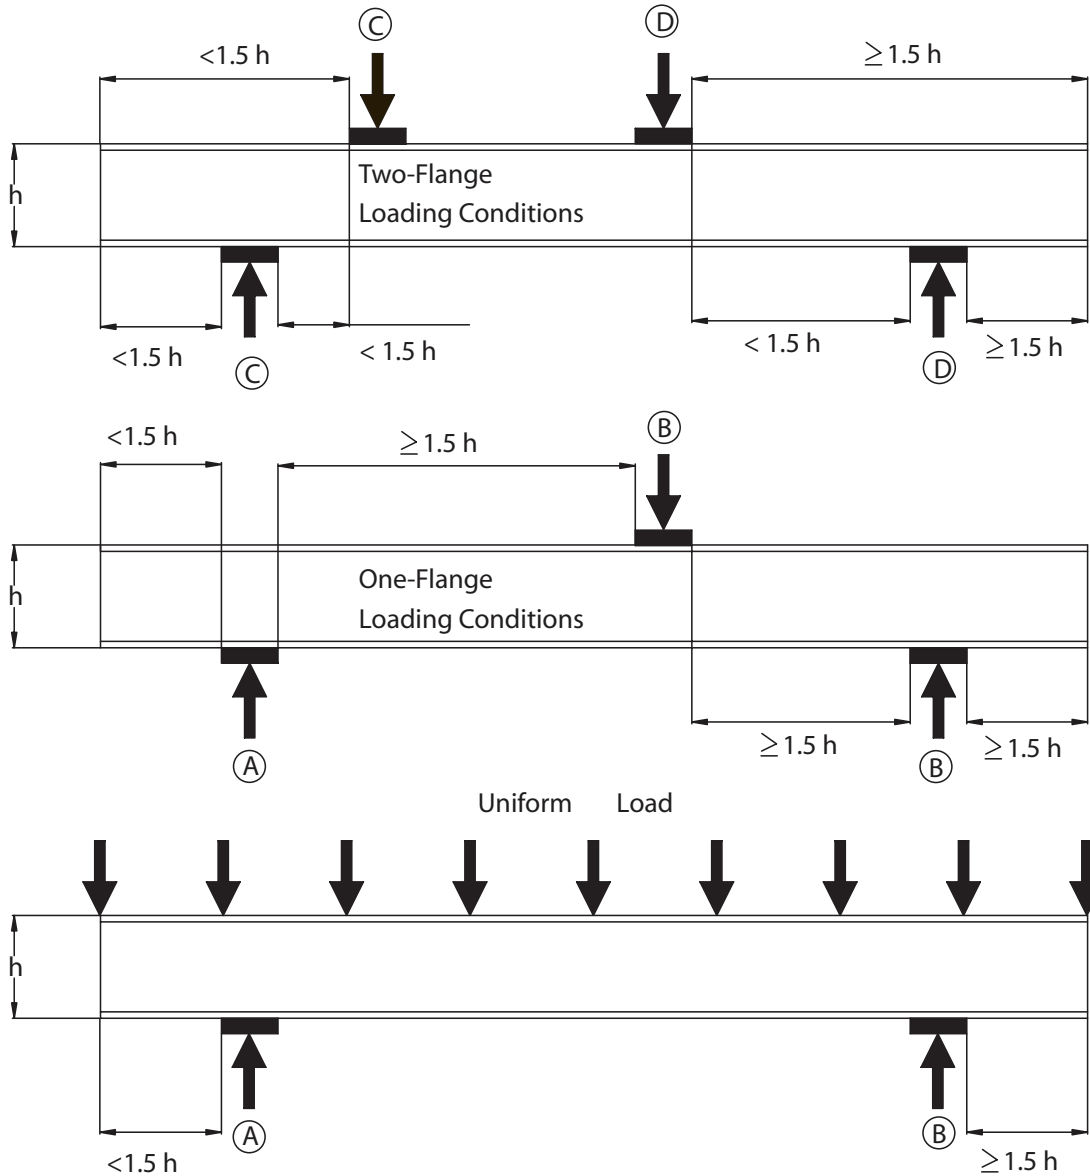 C
D
<1.5 h
≥1.5 h
h
Two-Flange
Loading Conditions
<1.5 h
< 1.5 h
< 1.5 h
≥1.5 h
C
D
<1.5 h
≥1.5 h
B
h
One-Flange
Loading Conditions
≥1.5 h
≥1.5 h
A
B
Uniform Load
h
A
B
<1.5 h
≥1.5 h